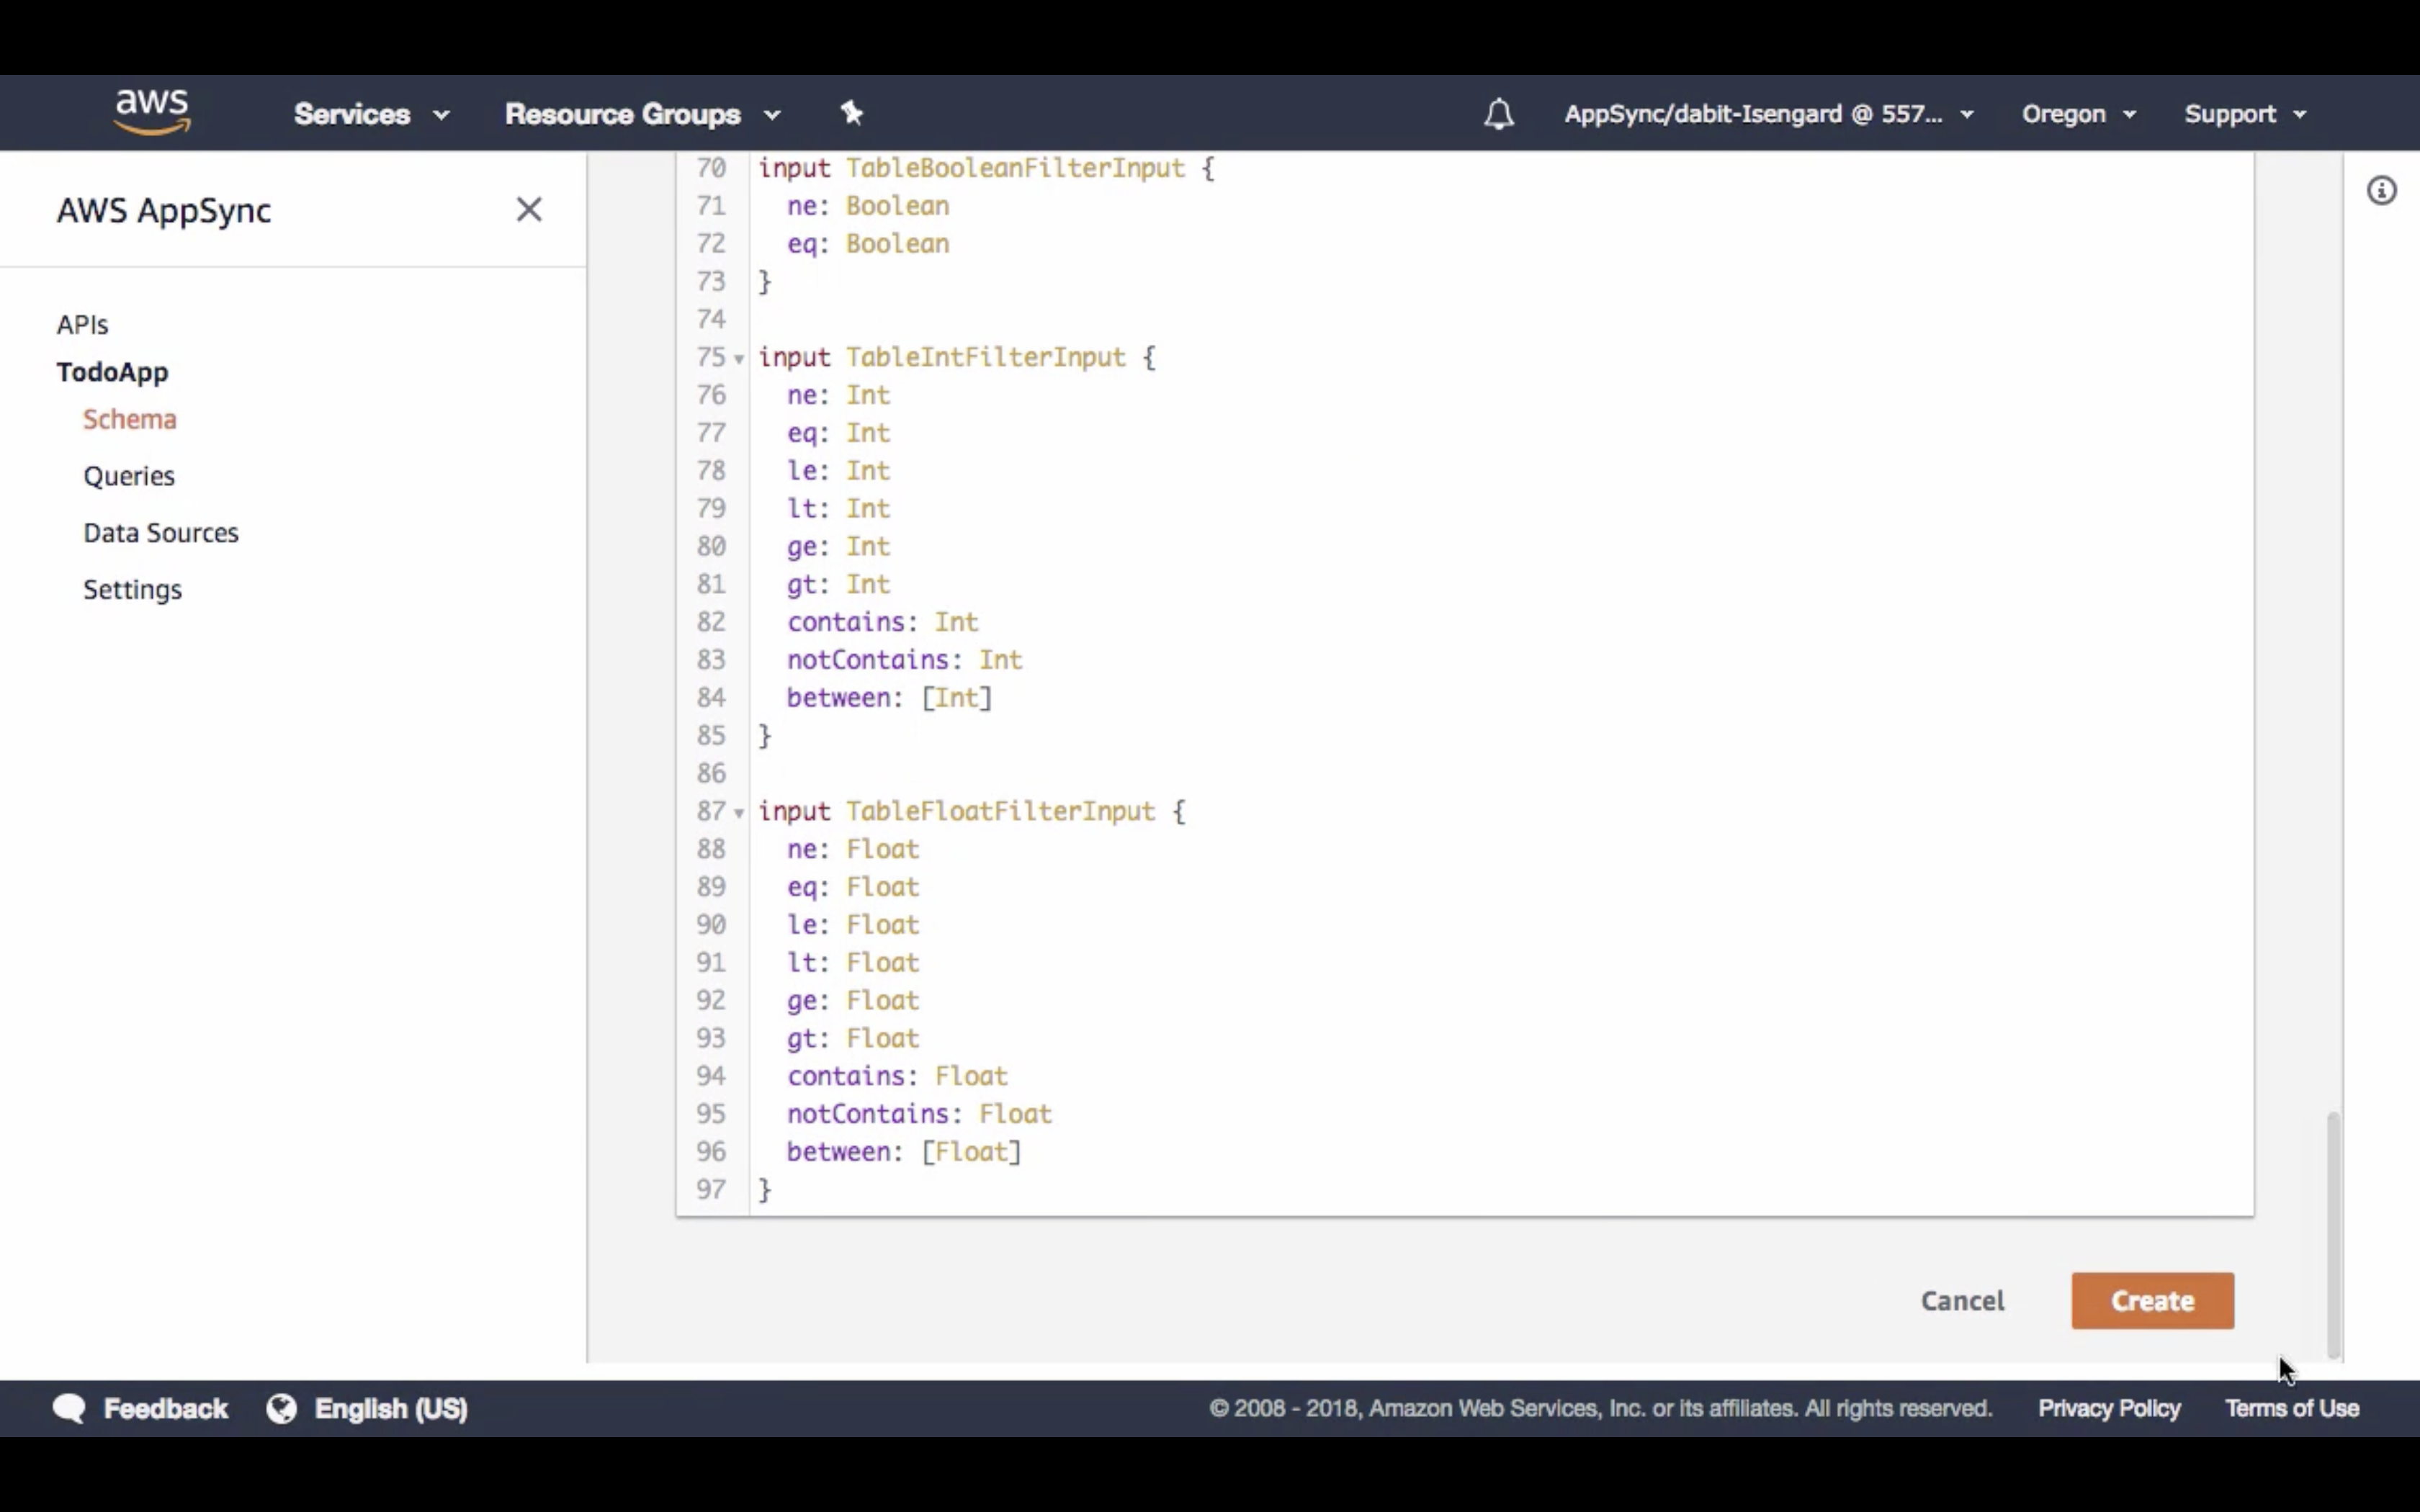 aws
Services
Resource Groups
AppSync/dabit-Isengard @ 557...
Oregon
Support
AWS AppSync
APIs
TodoApp
Schema
Queries
Data Sources
Settings
70 input TableBooleanFilterInput {
71 ne: Boolean
72 eq: Boolean
73 }
74
75 input TableIntFilterInput {
76 ne: Int
77 eq: Int
78 le: Int
79 lt: Int
80 ge: Int
81 gt: Int
82 contains: Int
83 notContains: Int
84 between: [Int]
85 }
86
87 input TableFloatFilterInput {
88 ne: Float
89 eq: Float
90 le: Float
91 lt: Float
92 ge: Float
93 gt: Float
94 contains: Float
95 notContains: Float
96 between: [Float]
97 }
Cancel
Create
Feedback
English (US)
© 2008 - 2018, Amazon Web Services, Inc. or its affiliates. All rights reserved.
Privacy Policy
Terms of Use